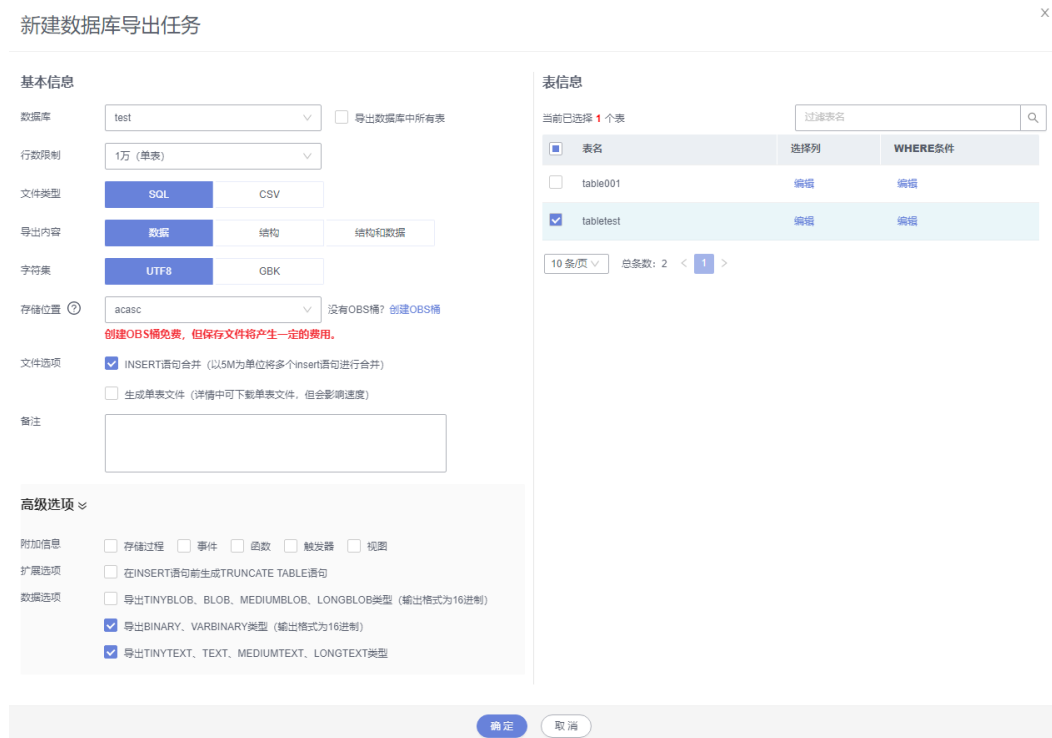 新建数据库导出任务
基本信息
数据库 test 导出数据库中所有表
行数限制 1万（单表）
文件类型 SQL CSV
导出内容 数据 结构 结构和数据
字符集 UTF8 GBK
存储位置 ? acasc 没有OBS桶？创建OBS桶
创建OBS桶免费，但保存文件将产生一定的费用。
文件选项 INSERT语句合并（以5M为单位将多个insert语句进行合并）
生成单表文件（详情中可下载单表文件，但会影响速度）
备注
高级选项
附加信息 存储过程 事件 函数 触发器 视图
扩展选项 在INSERT语句前生成TRUNCATE TABLE语句
数据选项 导出TINYBLOB、BLOB、MEDIUMBLOB、LONGBLOB类型（输出格式为16进制）
导出BINARY、VARBINARY类型（输出格式为16进制）
导出TINYTEXT、TEXT、MEDIUMTEXT、LONGTEXT类型
表信息
当前已选择 1 个表 过滤表名
表名 选择列 WHERE条件
table001 编辑 编辑
tabletest 编辑 编辑
10 条/页 总条数：2 < 1 >
确定 取消